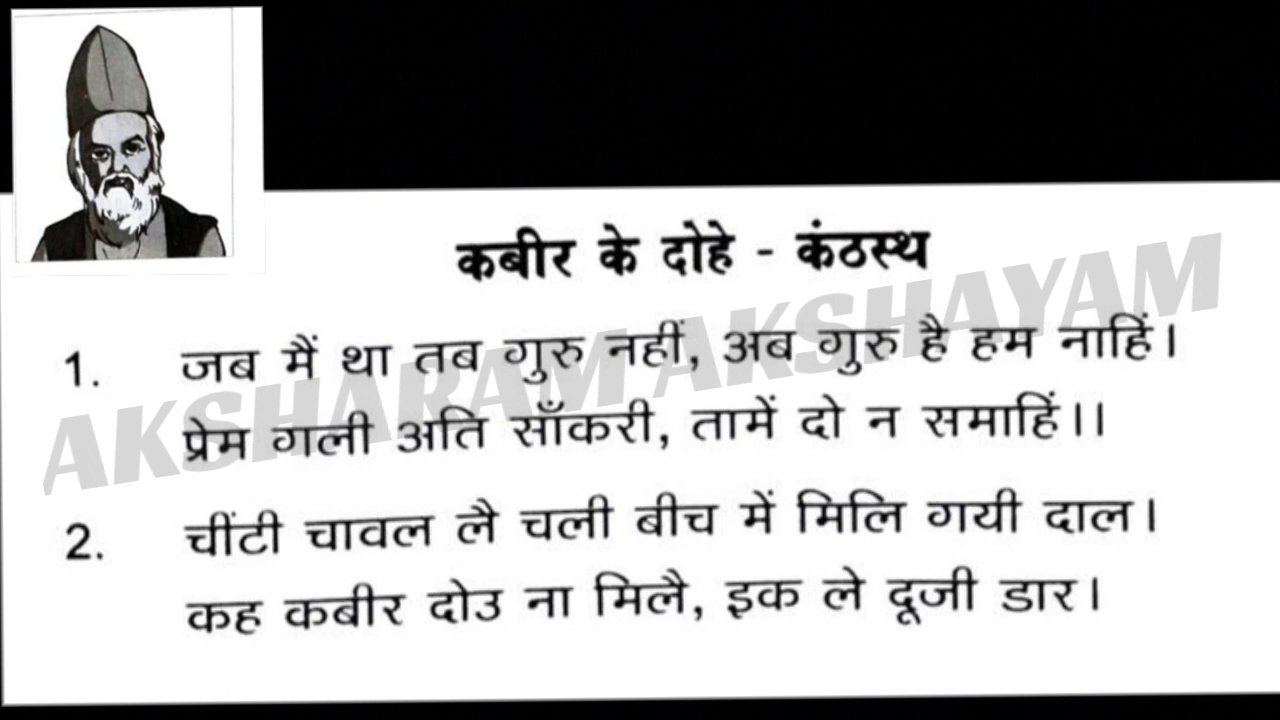 कबीर के दोहे - कंठस्थ
1. जब मैं था तब गुरु नहीं, अब गुरु है हम नाहिं।
प्रेम गली अति साँकरी, तामें दो न समाहिं।।
2. चींटी चावल लै चली बीच में मिलि गयी दाल।
कह कबीर दोउ ना मिलै, इक ले दूजी डार।
AKSHARAM AKSHAYAM